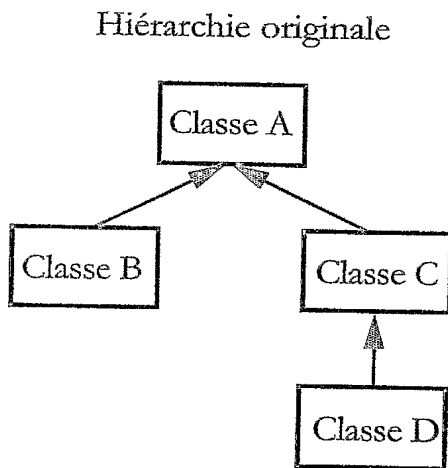 Hiérarchie originale
Classe A
Classe B
Classe C
Classe D